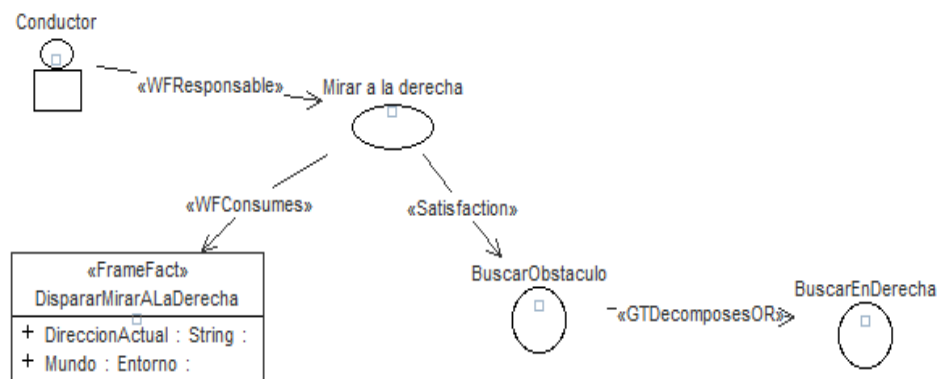 Conductor
«WFResponsable»
Mirar a la derecha
«WFConsumes»
«Satisfaction»
«FrameFact»
DispararMirarALaDerecha
+ DireccionActual : String :
+ Mundo : Entorno :
BuscarObstaculo
«GTDecomposesOR»
BuscarEnDerecha